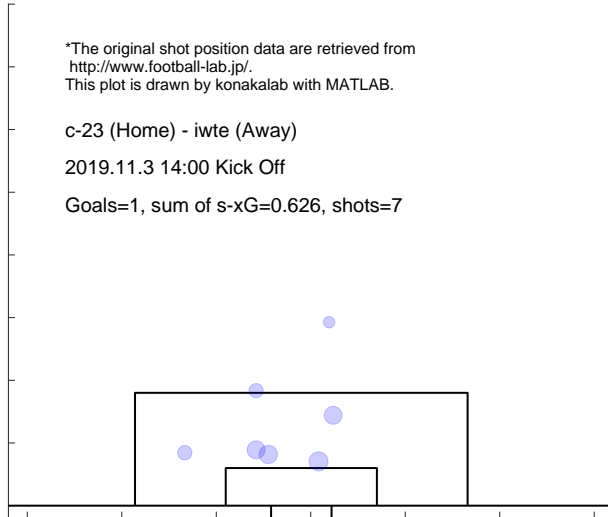 *The original shot position data are retrieved from
http://www.football-lab.jp/.
This plot is drawn by konakalab with MATLAB.
c-23 (Home) - iwte (Away)
2019.11.3 14:00 Kick Off
Goals=1, sum of s-xG=0.626, shots=7